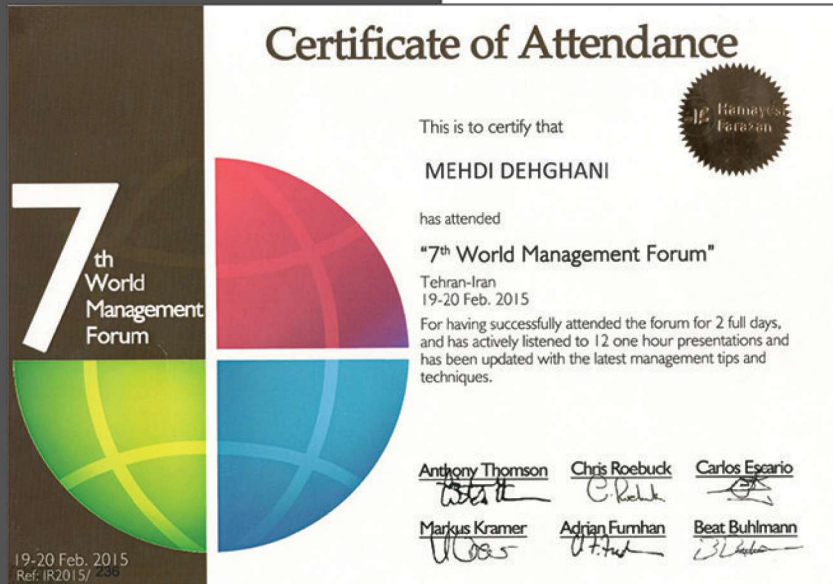 Certificate of Attendance
Hamayesh
Farazan
This is to certify that
MEHDI DEHGHANI
has attended
"7th World Management Forum"
Tehran-Iran
19-20 Feb. 2015
For having successfully attended the forum for 2 full days,
and has actively listened to 12 one hour presentations and
has been updated with the latest management tips and
techniques.
7th
World
Management
Forum
Anthony Thomson Chris Roebuck Carlos Escario
Markus Kramer Adrian Furnhan Beat Buhlmann
19-20 Feb. 2015
Ref: IR2015/ 236